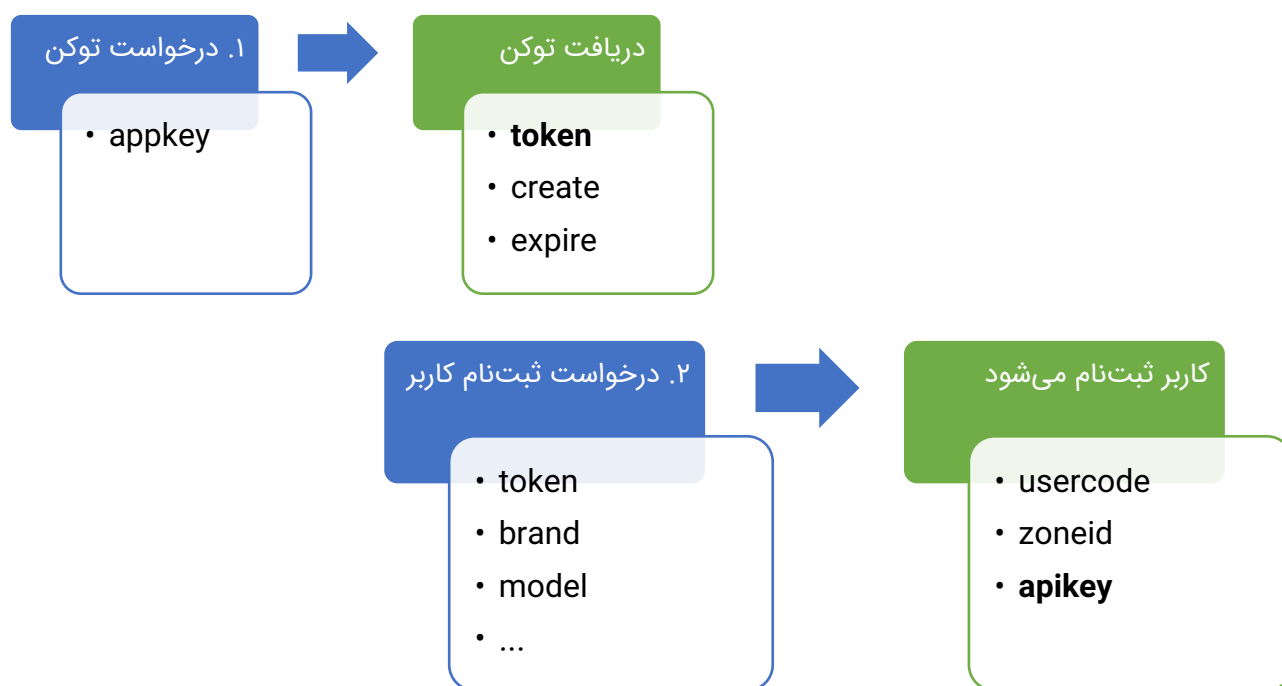 ۱. درخواست توکن
• appkey
دریافت توکن
• token
• create
• expire
۲. درخواست ثبت‌نام کاربر
• token
• brand
• model
• ...
کاربر ثبت‌نام می‌شود
• usercode
• zoneid
• apikey